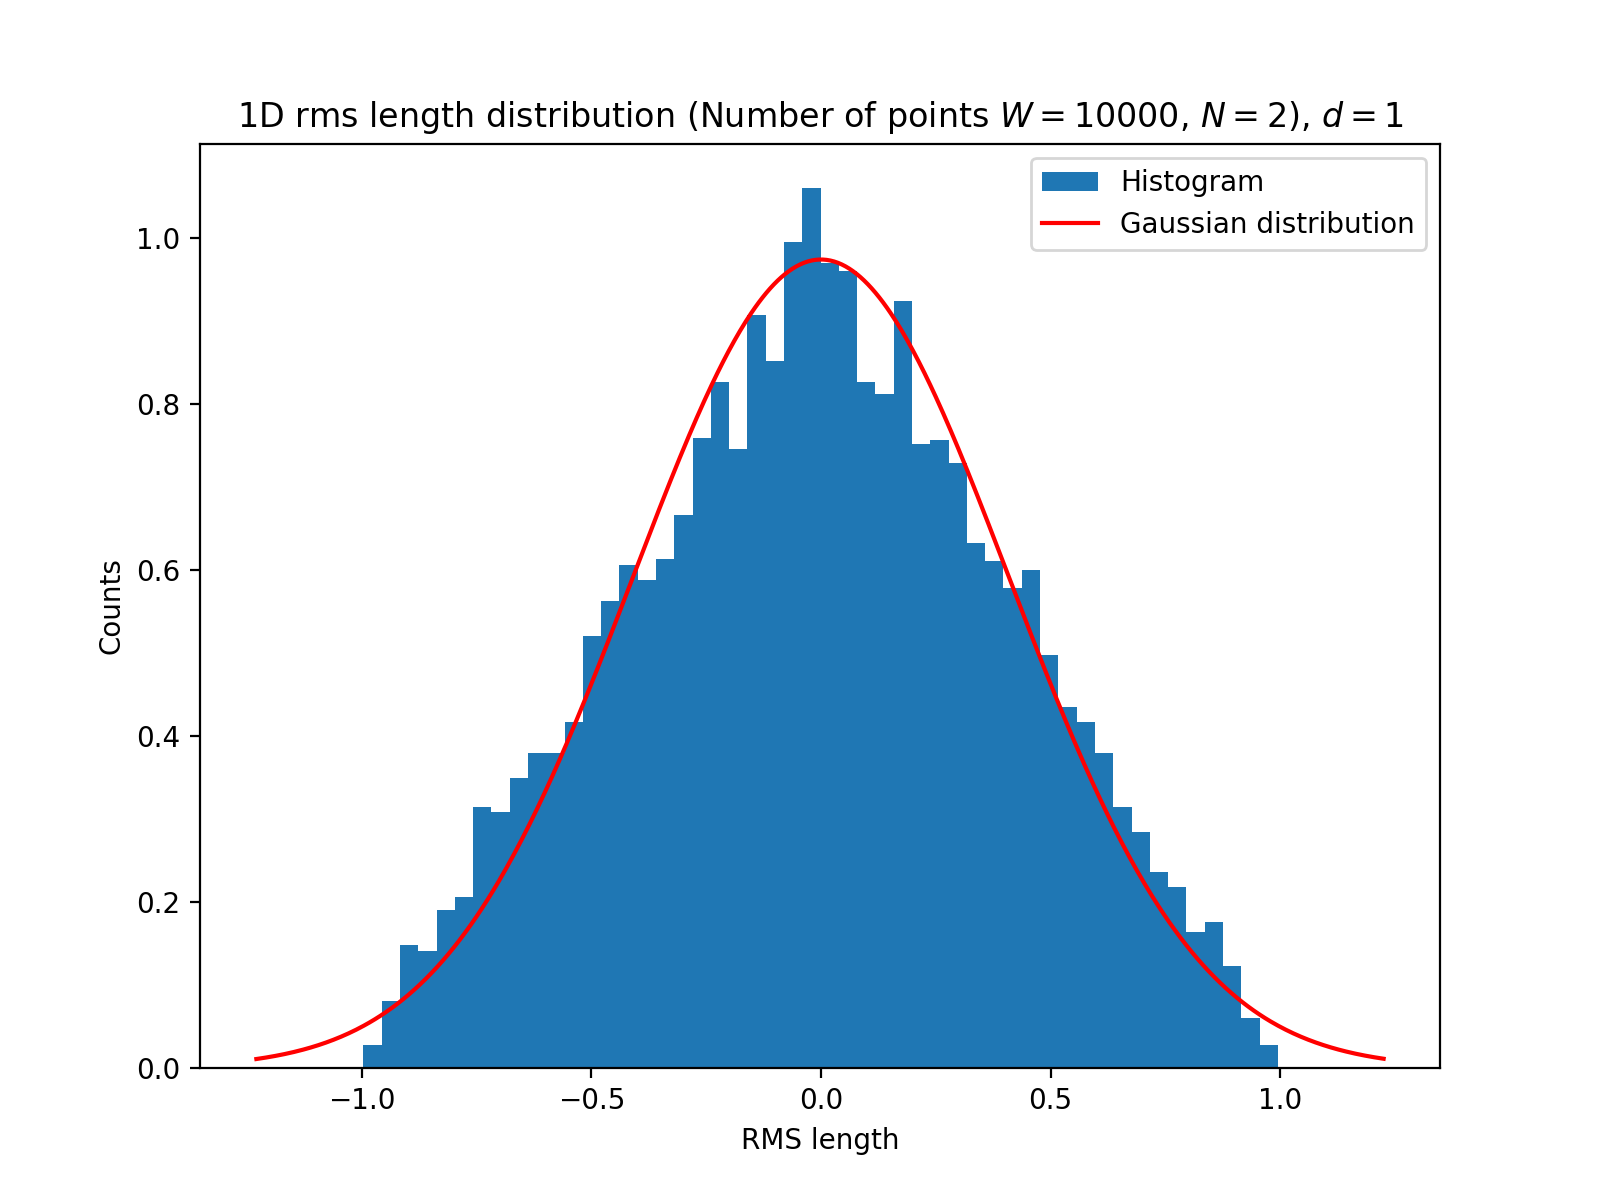 1D rms length distribution (Number of points W = 10000, N = 2), d = 1
Histogram
Gaussian distribution
1.0
0.8
0.6
0.4
0.2
0.0
Counts
−1.0 −0.5 0.0 0.5 1.0
RMS length